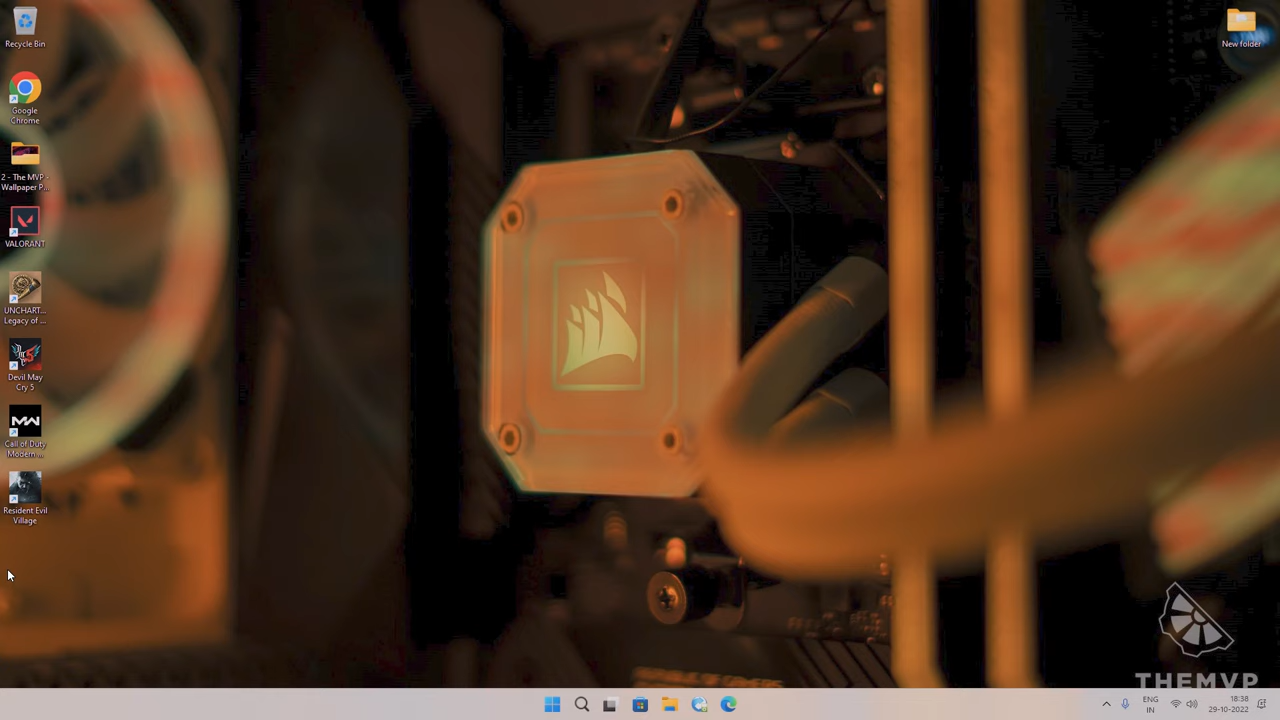 Recycle Bin
Google
Chrome
2 - The MVP -
Wallpaper P...
VALORANT
UNCHART...
Legacy of ...
Devil May
Cry 5
Call of Duty
Modern ...
Resident Evil
Village
New folder
THEMVP
ENG
IN
18:38
29-10-2022